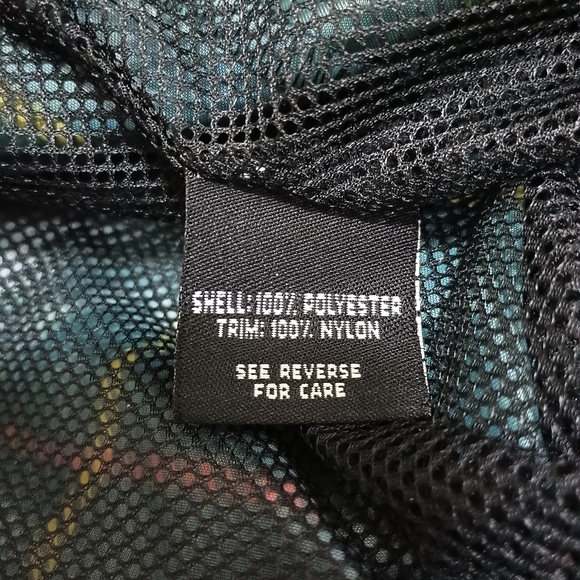 SHELL: 100% POLYESTER
TRIM: 100% NYLON
SEE REVERSE
FOR CARE